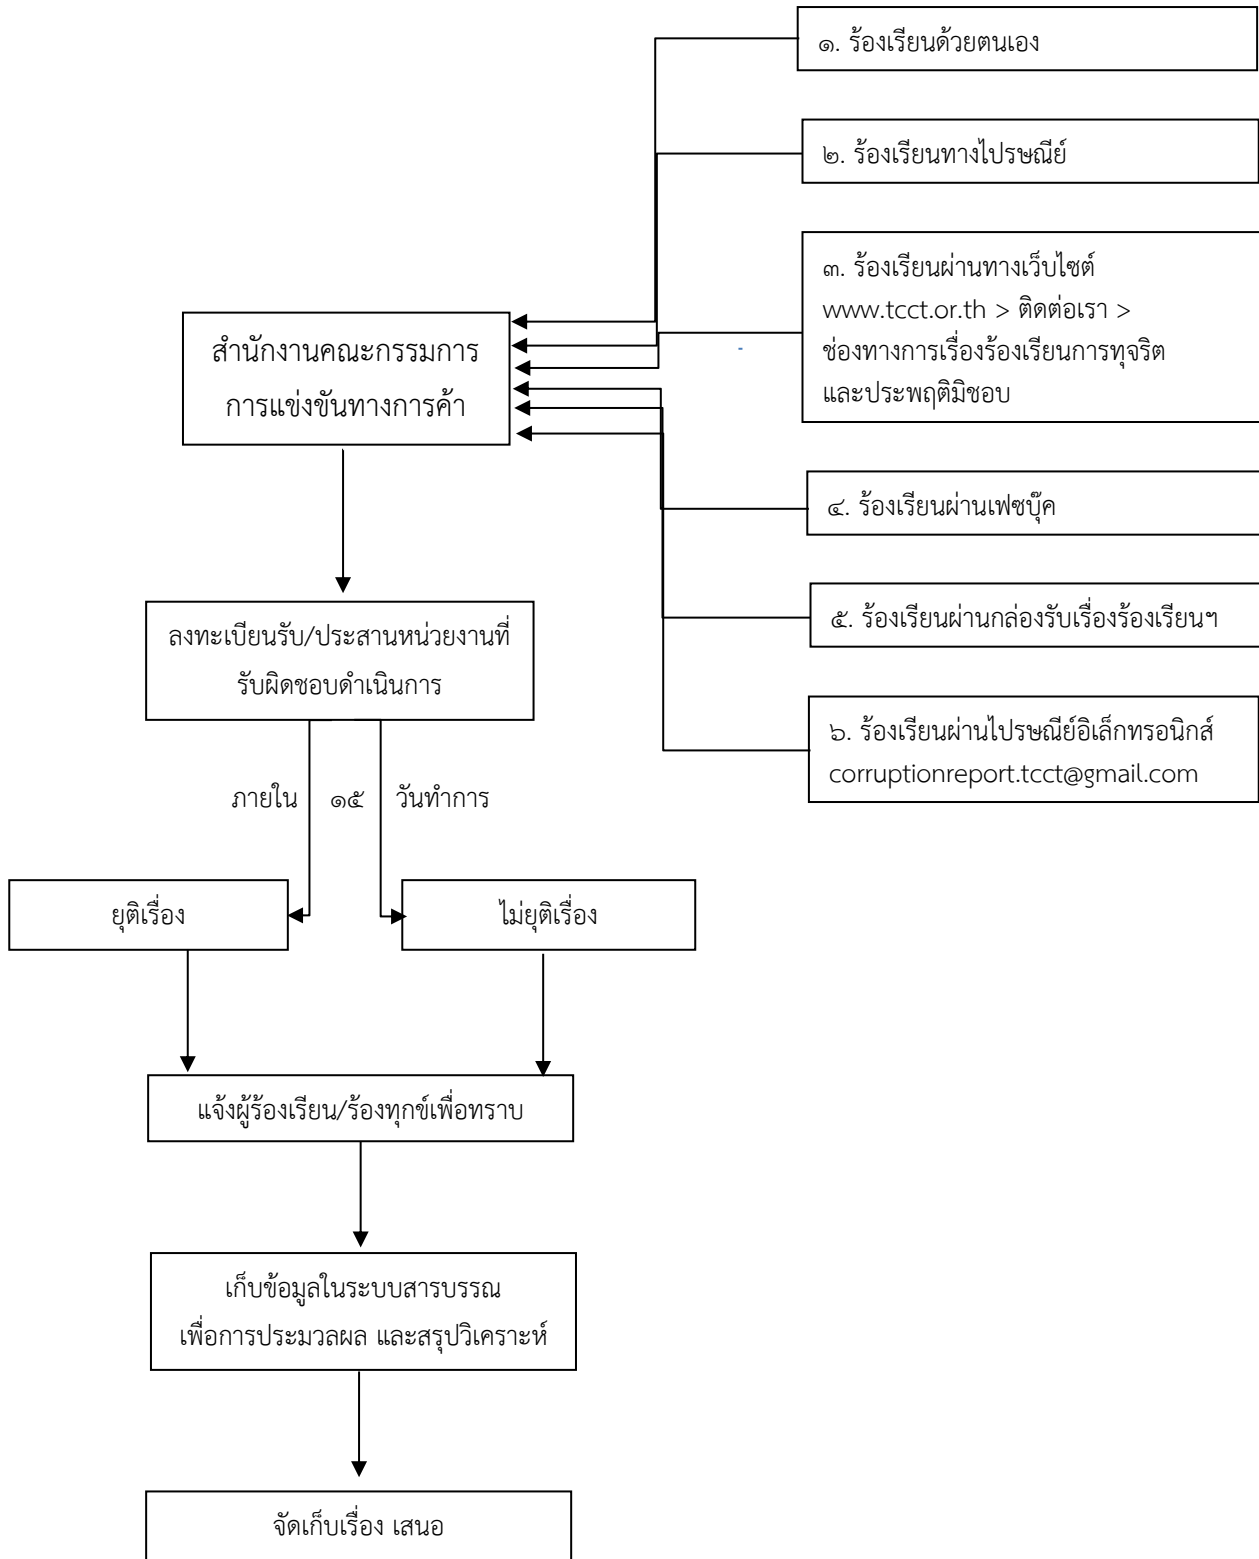 ๑. ร้องเรียนด้วยตนเอง
๒. ร้องเรียนทางไปรษณีย์
๓. ร้องเรียนผ่านทางเว็บไซต์
www.tcct.or.th > ติดต่อเรา >
ช่องทางการเรื่องร้องเรียนการทุจริต
และประพฤติมิชอบ
๔. ร้องเรียนผ่านเฟซบุ๊ค
๕. ร้องเรียนผ่านกล่องรับเรื่องร้องเรียนฯ
๖. ร้องเรียนผ่านไปรษณีย์อิเล็กทรอนิกส์
corruptionreport.tcct@gmail.com
สำนักงานคณะกรรมการ
การแข่งขันทางการค้า
ลงทะเบียนรับ/ประสานหน่วยงานที่
รับผิดชอบดำเนินการ
ภายใน ๑๕ วันทำการ
ยุติเรื่อง
ไม่ยุติเรื่อง
แจ้งผู้ร้องเรียน/ร้องทุกข์เพื่อทราบ
เก็บข้อมูลในระบบสารบรรณ
เพื่อการประมวลผล และสรุปวิเคราะห์
จัดเก็บเรื่อง เสนอ